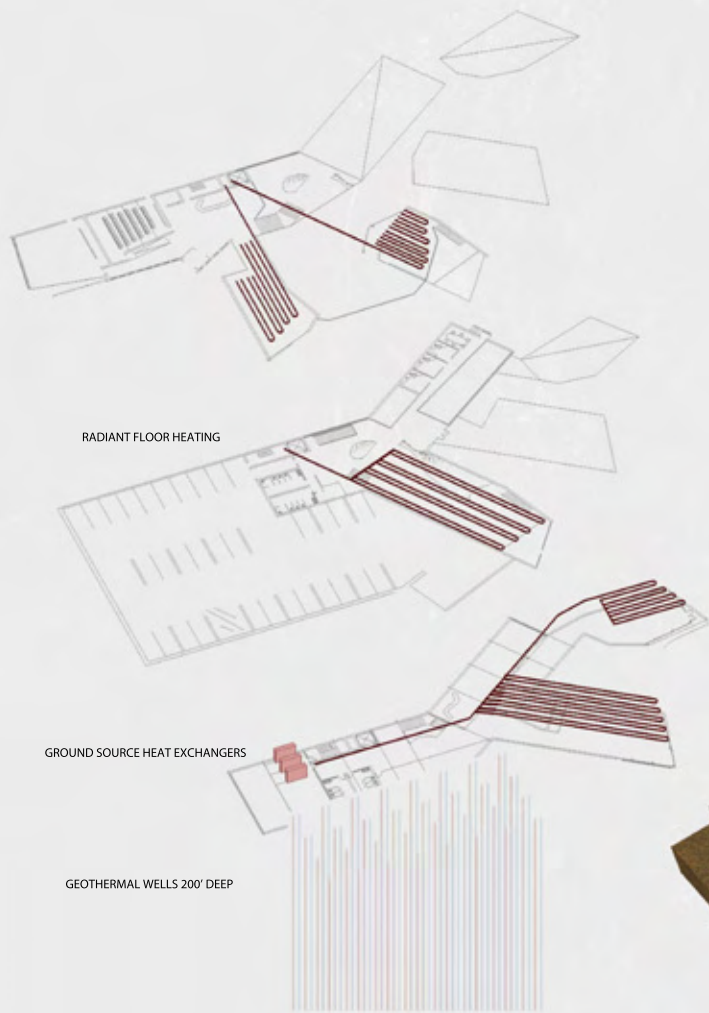 RADIANT FLOOR HEATING
GROUND SOURCE HEAT EXCHANGERS
GEOTHERMAL WELLS 200' DEEP